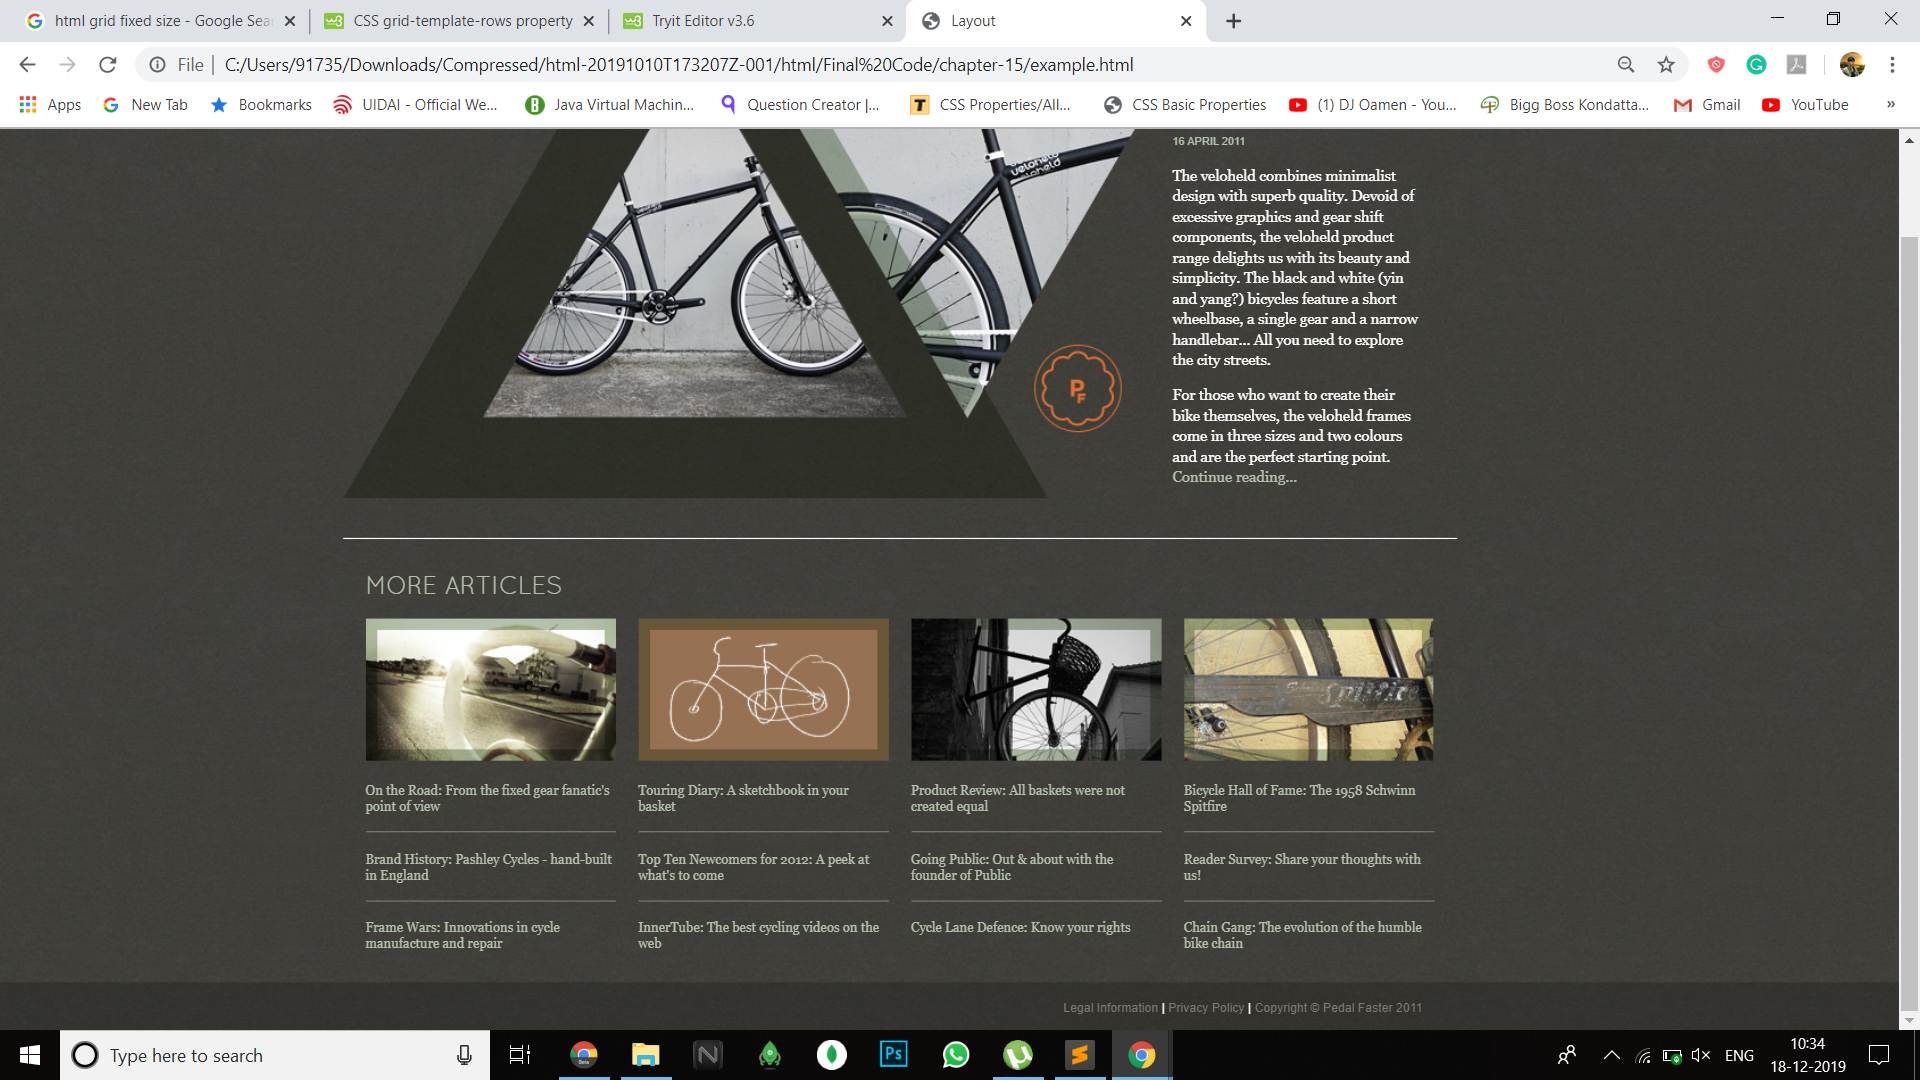 html grid fixed size - Google Sea
CSS grid-template-rows property
Tryit Editor v3.6
Layout
File | C:/Users/91735/Downloads/Compressed/html-20191010T173207Z-001/html/Final%20Code/chapter-15/example.html
Apps
New Tab
Bookmarks
UIDAI - Official We...
Java Virtual Machin...
Question Creator |...
CSS Properties/All...
CSS Basic Properties
(1) DJ Oamen - You...
Bigg Boss Kondatta...
Gmail
YouTube
»
veloheld
veloheld
16 APRIL 2011
The veloheld combines minimalist
design with superb quality. Devoid of
excessive graphics and gear shift
components, the veloheld product
range delights us with its beauty and
simplicity. The black and white (yin
and yang?) bicycles feature a short
wheelbase, a single gear and a narrow
handlebar... All you need to explore
the city streets.
For those who want to create their
bike themselves, the veloheld frames
come in three sizes and two colours
and are the perfect starting point.
Continue reading...
PF
MORE ARTICLES
Spitfire
On the Road: From the fixed gear fanatic's
point of view
Touring Diary: A sketchbook in your
basket
Product Review: All baskets were not
created equal
Bicycle Hall of Fame: The 1958 Schwinn
Spitfire
Brand History: Pashley Cycles - hand-built
in England
Top Ten Newcomers for 2012: A peek at
what's to come
Going Public: Out & about with the
founder of Public
Reader Survey: Share your thoughts with
us!
Frame Wars: Innovations in cycle
manufacture and repair
InnerTube: The best cycling videos on the
web
Cycle Lane Defence: Know your rights
Chain Gang: The evolution of the humble
bike chain
Legal Information | Privacy Policy | Copyright © Pedal Faster 2011
Type here to search
Ps
ENG
10:34
18-12-2019